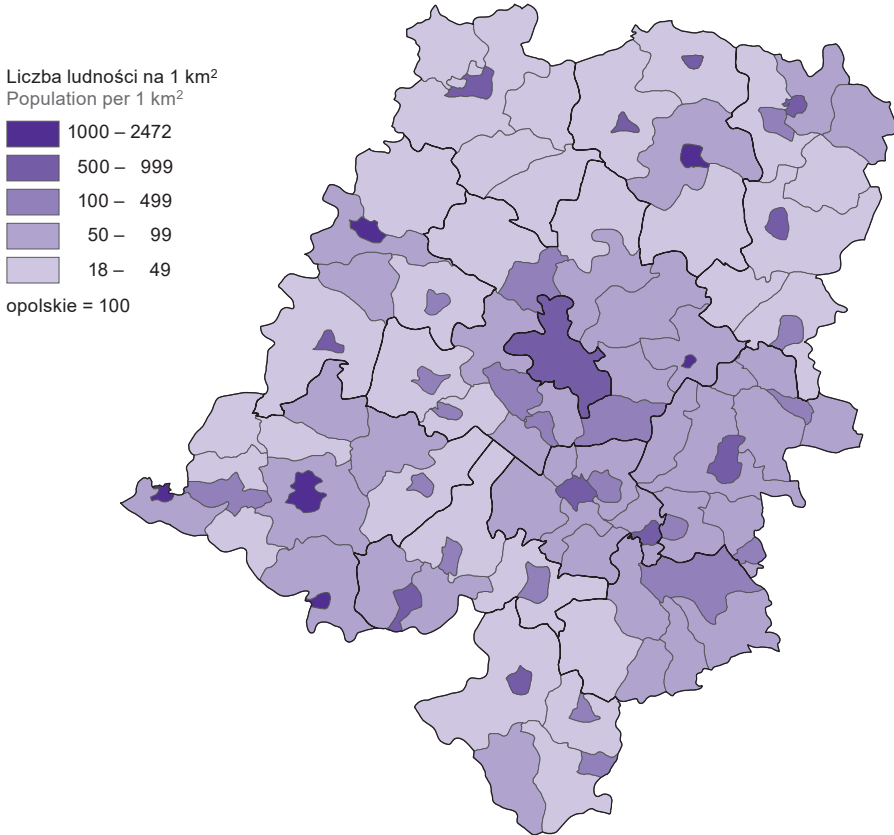 Liczba ludności na 1 km²
Population per 1 km²
1000 – 2472
500 – 999
100 – 499
50 – 99
18 – 49
opolskie = 100